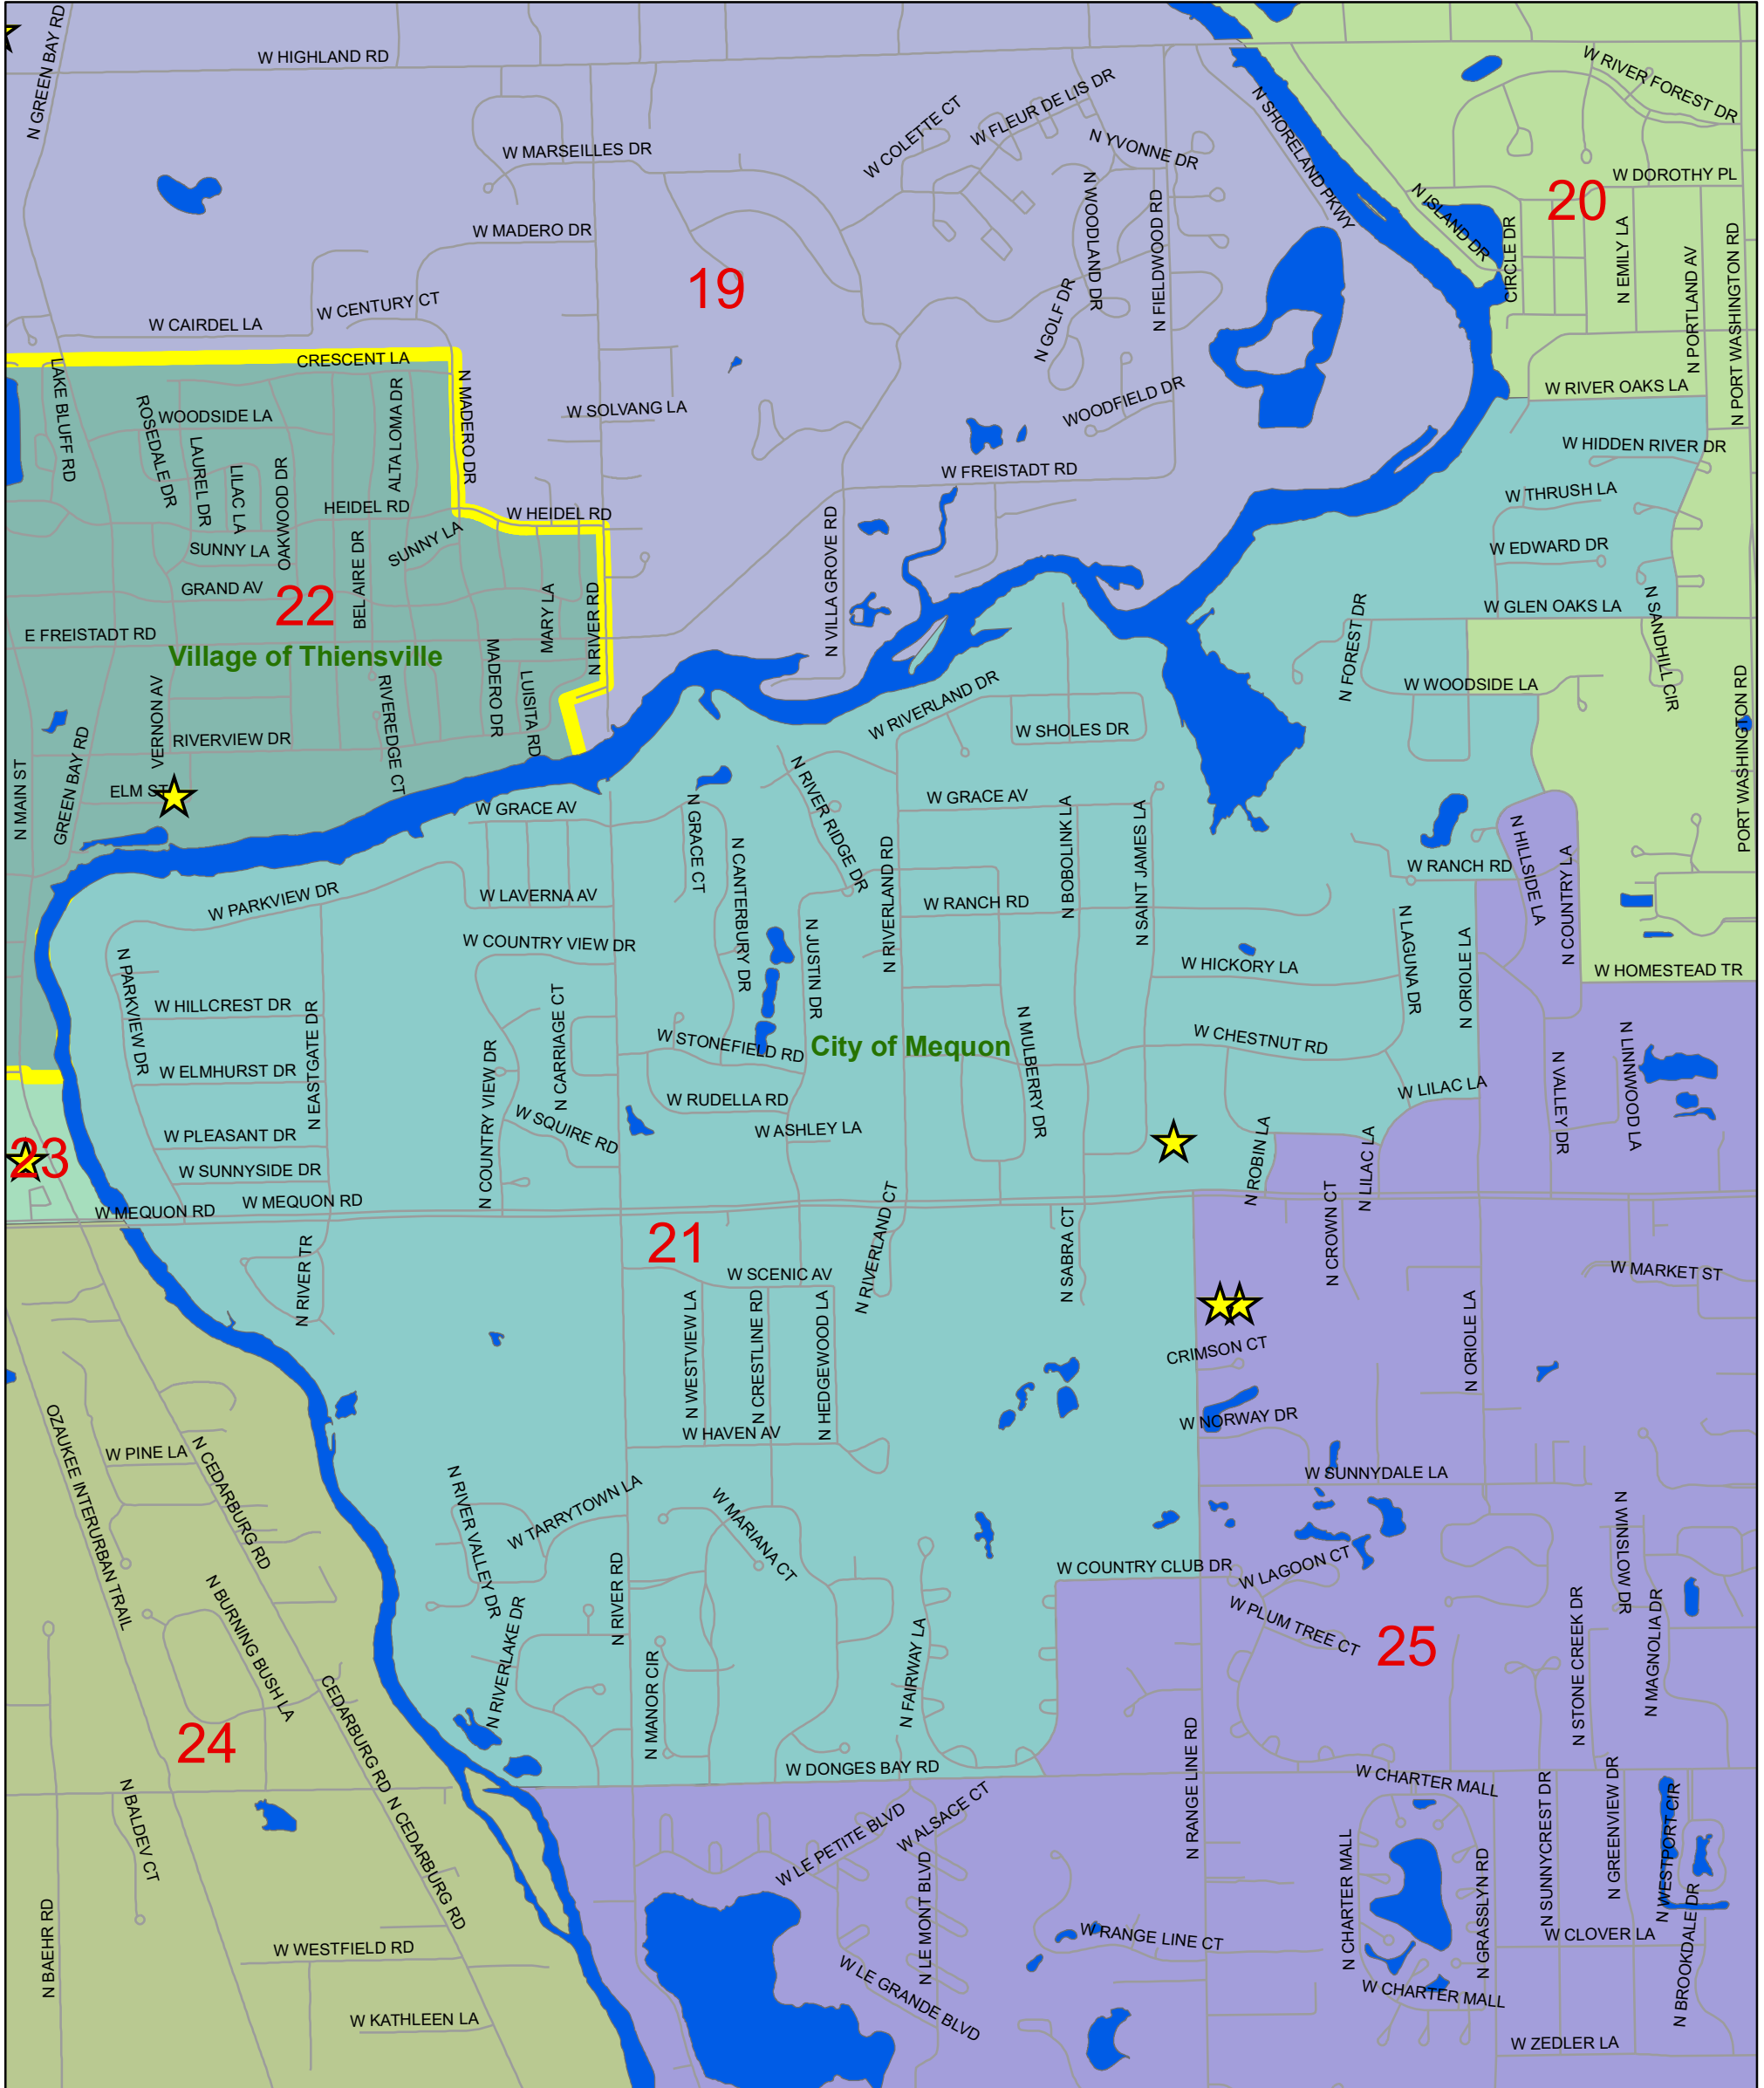 N GREEN BAY RD
W HIGHLAND RD
W MARSEILLES DR
W MADERO DR
W COLETTE CT
W FLEUR DE LIS DR
N YVONNE DR
N SHORELAND PKWY
W RIVER FOREST DR
W DOROTHY PL
20
N ISLAND DR
CIRCLE DR
N EMILY LA
N PORTLAND AV
N PORT WASHINGTON RD
N WOODLAND DR
N FIELDWOOD RD
N GOLF DR
19
W CENTURY CT
W CAIRDEL LA
CRESCENT LA
LAKE BLUFF RD
ROSEDALE DR
WOODSIDE LA
LAUREL DR
LILAC LA
OAKWOOD DR
ALTA LOMA DR
N MADERO DR
W SOLVANG LA
WOODFIELD DR
W RIVER OAKS LA
W HIDDEN RIVER DR
W FREISTADT RD
W THRUSH LA
HEIDEL RD
W HEIDEL RD
SUNNY LA
SUNNY LA
BEL AIRE DR
N VILLA GROVE RD
W EDWARD DR
GRAND AV
22
MARY LA
N RIVER RD
W GLEN OAKS LA
N SANDHILL CIR
N FOREST DR
E FREISTADT RD
Village of Thiensville
MADERO DR
LUISITA RD
RIVEREDGE CT
VERNON AV
W RIVERLAND DR
W WOODSIDE LA
W SHOLES DR
RIVERVIEW DR
PORT WASHINGTON RD
N MAIN ST
GREEN BAY RD
ELM ST
W GRACE AV
N GRACE CT
N RIVER RIDGE DR
W GRACE AV
N BOBOLINK LA
N SAINT JAMES LA
N CANTERBURY DR
N RIVERLAND RD
W RANCH RD
N HILLSIDE LA
N COUNTRY LA
W PARKVIEW DR
W LAVERNA AV
W RANCH RD
W COUNTRY VIEW DR
N JUSTIN DR
N LAGUNA DR
N ORIOLE LA
W HICKORY LA
W HOMESTEAD TR
N PARKVIEW DR
W HILLCREST DR
N EASTGATE DR
N CARRIAGE CT
N COUNTRY VIEW DR
W STONEFIELD RD
City of Mequon
N MULBERRY DR
W CHESTNUT RD
N VALLEY DR
N LINNWOOD LA
W ELMHURST DR
W RUDELLA RD
W LILAC LA
W SQUIRE RD
W ASHLEY LA
W PLEASANT DR
W SUNNYSIDE DR
23
N ROBIN LA
N LILAC LA
W MEQUON RD
W MEQUON RD
N RIVERLAND CT
N SABRA CT
N CROWN CT
21
N RIVER TR
W SCENIC AV
W MARKET ST
N WESTVIEW LA
N CRESTLINE RD
N HEDGEWOOD LA
N ORIOLE LA
CRIMSON CT
W NORWAY DR
W HAVEN AV
OZAUKEE INTERURBAN TRAIL
W PINE LA
N CEDARBURG RD
N RIVER VALLEY DR
W TARRYTOWN LA
W MARIANA CT
W SUNNYDALE LA
N WINSLOW DR
W COUNTRY CLUB DR
W LAGOON CT
N RIVER RD
N BURNING BUSH LA
N RIVERLAKE DR
W PLUM TREE CT
25
N STONE CREEK DR
N MAGNOLIA DR
N FAIRWAY LA
N MANOR CIR
CEDARBURG RD
24
N RANGE LINE RD
W DONGES BAY RD
W CHARTER MALL
N BALDEV CT
N CEDARBURG RD
W LE PETITE BLVD
W ALSACE CT
N LE MONT BLVD
N CHARTER MALL
N GRASSLYN RD
N SUNNYCREST DR
N GREENVIEW DR
N WESTPORT CIR
N BROOKDALE DR
N BAEHR RD
W WESTFIELD RD
W RANGE LINE CT
W CLOVER LA
W LE GRANDE BLVD
W CHARTER MALL
W KATHLEEN LA
W ZEDLER LA